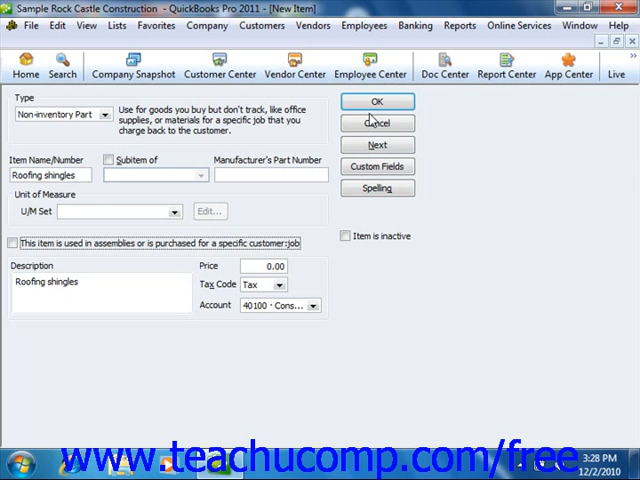 Sample Rock Castle Construction - QuickBooks Pro 2011 - [New Item]
File Edit View Lists Favorites Company Customers Vendors Employees Banking Reports Online Services Window Help
Home Search Company Snapshot Customer Center Vendor Center Employee Center Doc Center Report Center App Center Live
Type
Non-inventory Part
Use for goods you buy but don't track, like office
supplies, or materials for a specific job that you
charge back to the customer.
OK
Cancel
Next
Custom Fields
Spelling
Item Name/Number Subitem of Manufacturer's Part Number
Roofing shingles
Unit of Measure
U/M Set Edit...
Item is inactive
This item is used in assemblies or is purchased for a specific customer:job
Description
Roofing shingles
Price 0.00
Tax Code Tax
Account 40100 · Cons...
www.teachucomp.com/free
3:28 PM
12/2/2010